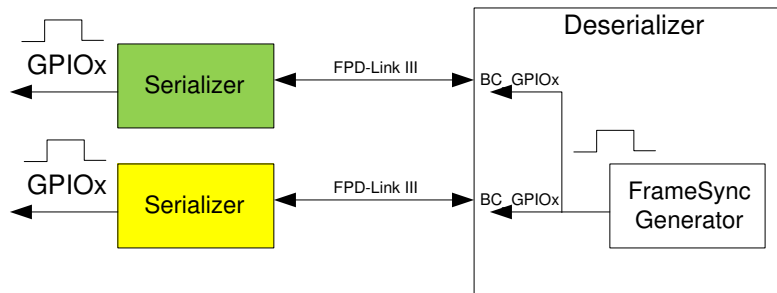 Deserializer
GPIOx
Serializer
FPD-Link III
BC_GPIOx
GPIOx
Serializer
FPD-Link III
BC_GPIOx
FrameSync
Generator